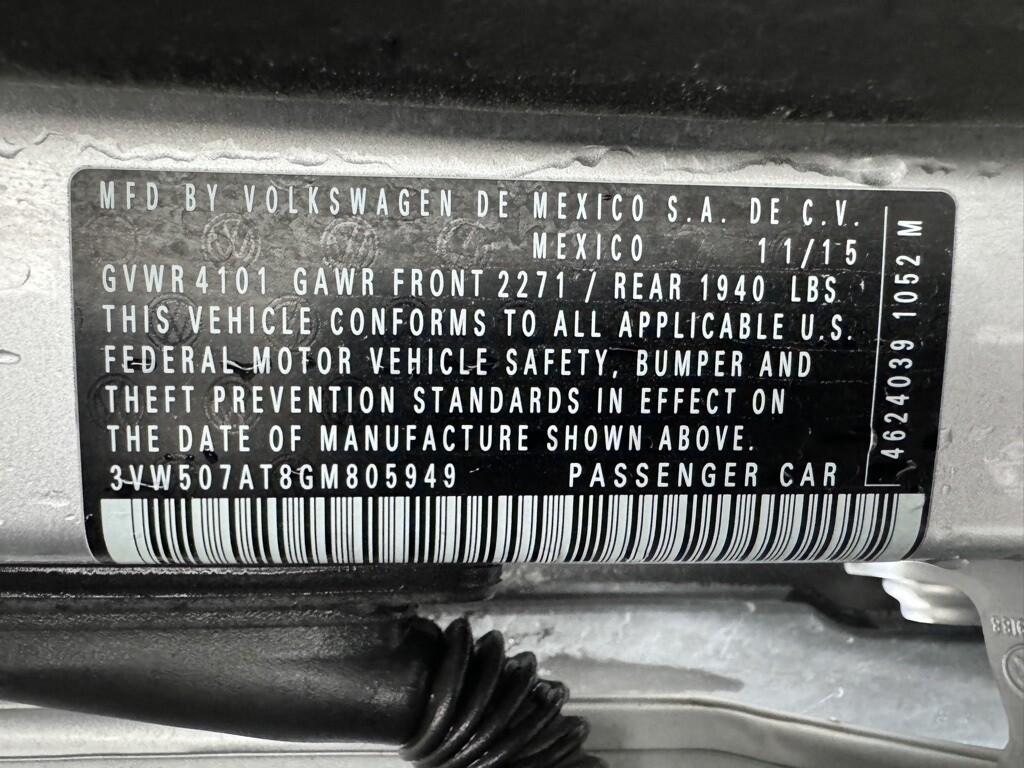 MFD BY VOLKSWAGEN DE MEXICO S.A. DE C.V.
MEXICO 11/15
GVWR 4101 GAWR FRONT 2271 / REAR 1940 LBS
THIS VEHICLE CONFORMS TO ALL APPLICABLE U.S.
FEDERAL MOTOR VEHICLE SAFETY, BUMPER AND
THEFT PREVENTION STANDARDS IN EFFECT ON
THE DATE OF MANUFACTURE SHOWN ABOVE.
3VW507AT8GM805949 PASSENGER CAR
4624039 1052 M